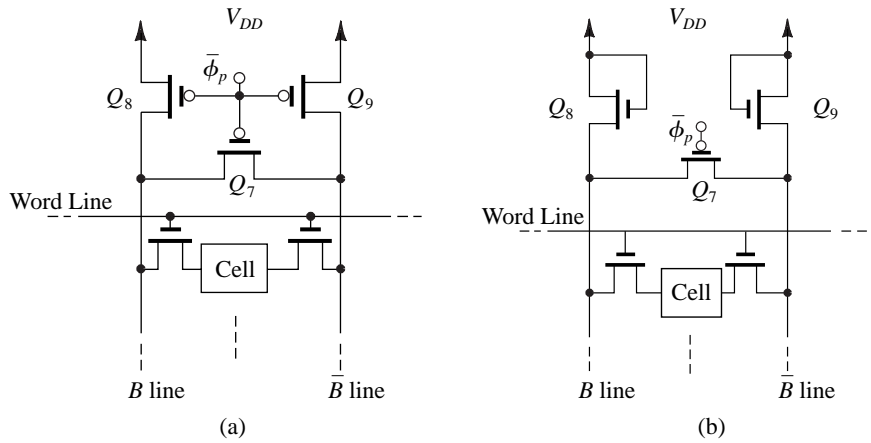 V_DD
φ̄_p
Q_8
Q_9
Q_7
Word Line
Cell
B line
B̄ line
(a)
V_DD
Q_8
Q_9
φ̄_p
Q_7
Word Line
Cell
B line
B̄ line
(b)